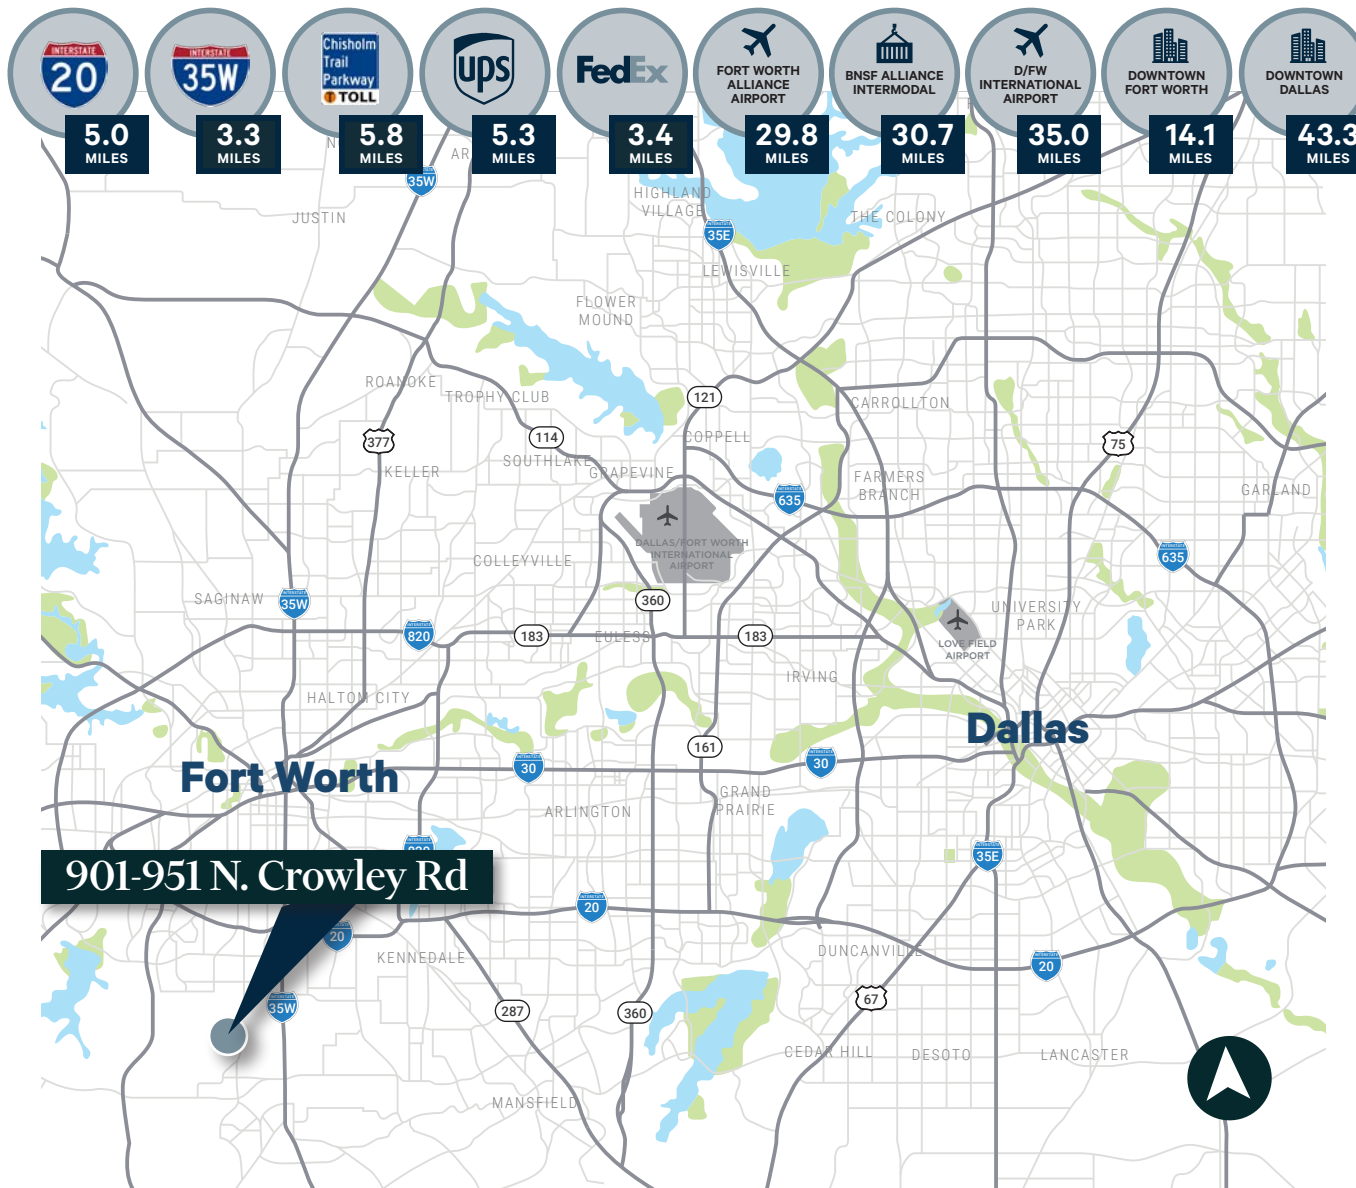 INTERSTATE
20
5.0
MILES
INTERSTATE
35W
3.3
MILES
Chisholm
Trail
Parkway
TOLL
5.8
MILES
ups
5.3
MILES
FedEx
3.4
MILES
FORT WORTH
ALLIANCE
AIRPORT
29.8
MILES
BNSF ALLIANCE
INTERMODAL
30.7
MILES
D/FW
INTERNATIONAL
AIRPORT
35.0
MILES
DOWNTOWN
FORT WORTH
14.1
MILES
DOWNTOWN
DALLAS
43.3
MILES
35W
HIGHLAND
VILLAGE
JUSTIN
THE COLONY
35E
LEWISVILLE
FLOWER
MOUND
ROANOKE
TROPHY CLUB
121
CARROLLTON
377
114
COPPELL
75
SOUTHLAKE
GRAPEVINE
KELLER
FARMERS
BRANCH
635
GARLAND
DALLAS/FORT WORTH
INTERNATIONAL
AIRPORT
COLLEYVILLE
635
SAGINAW
35W
360
UNIVERSITY
PARK
820
183
EULESS
183
LOVE FIELD
AIRPORT
IRVING
HALTOM CITY
Dallas
161
Fort Worth
30
30
ARLINGTON
GRAND
PRAIRIE
820
35E
901-951 N. Crowley Rd
20
20
KENNEDALE
DUNCANVILLE
20
35W
287
360
67
CEDAR HILL
DESOTO
LANCASTER
MANSFIELD